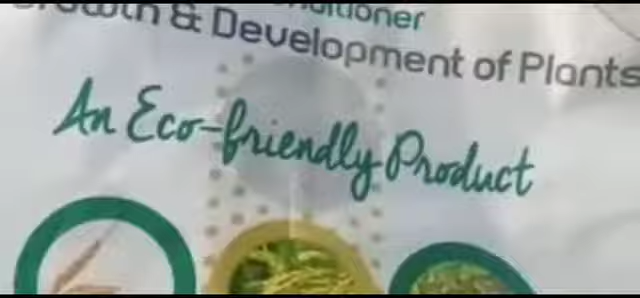 Growth & Development of Plants
An Eco-friendly Product